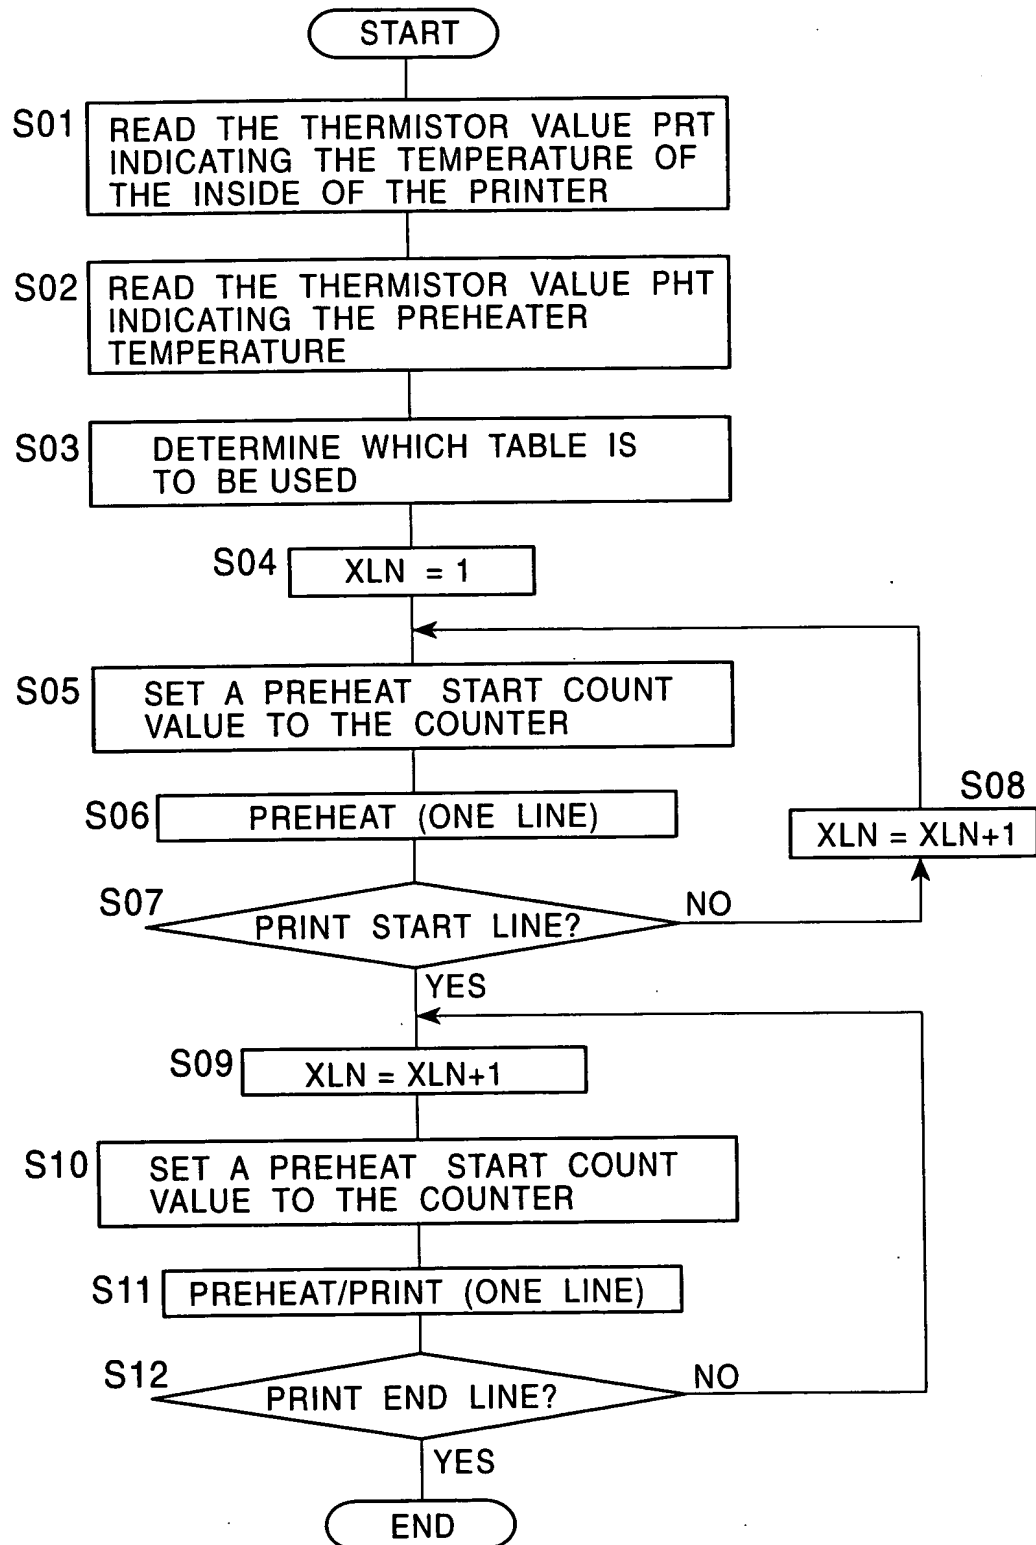 START
S01
READ THE THERMISTOR VALUE PRT
INDICATING THE TEMPERATURE OF
THE INSIDE OF THE PRINTER
S02
READ THE THERMISTOR VALUE PHT
INDICATING THE PREHEATER
TEMPERATURE
S03
DETERMINE WHICH TABLE IS
TO BE USED
S04
XLN = 1
S05
SET A PREHEAT START COUNT
VALUE TO THE COUNTER
S06
PREHEAT (ONE LINE)
S08
XLN = XLN+1
S07
PRINT START LINE?
NO
YES
S09
XLN = XLN+1
S10
SET A PREHEAT START COUNT
VALUE TO THE COUNTER
S11
PREHEAT/PRINT (ONE LINE)
S12
PRINT END LINE?
NO
YES
END